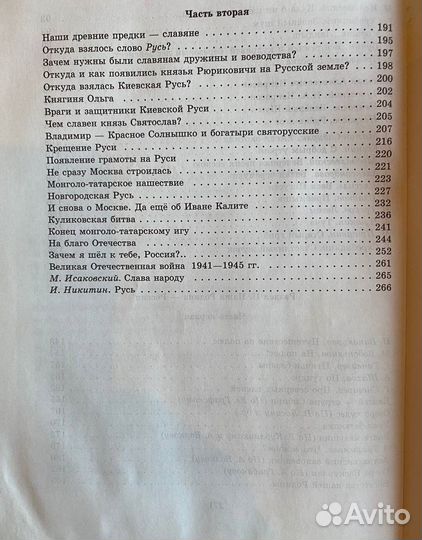 Часть вторая
Наши древние предки — славяне 191
Откуда взялось слово Русь? 195
Зачем нужны были славянам дружины и воеводства? 197
Откуда и как появились князья Рюриковичи на Русской земле? 198
Откуда взялась Киевская Русь? 200
Княгиня Ольга 202
Враги и защитники Киевской Руси 204
Чем славен князь Святослав? 205
Владимир — Красное Солнышко и богатыри святорусские 207
Крещение Руси 216
Появление грамоты на Руси 220
Не сразу Москва строилась 221
Монголо-татарское нашествие 223
Новгородская Русь 227
И снова о Москве. Да ещё об Иване Калите 232
Куликовская битва 236
Конец монголо-татарскому игу 241
На благо Отечества 244
Зачем я шёл к тебе, Россия?.. 252
Великая Отечественная война 1941—1945 гг. 261
М. Исаковский. Слава народу 265
И. Никитин. Русь 266
Avito